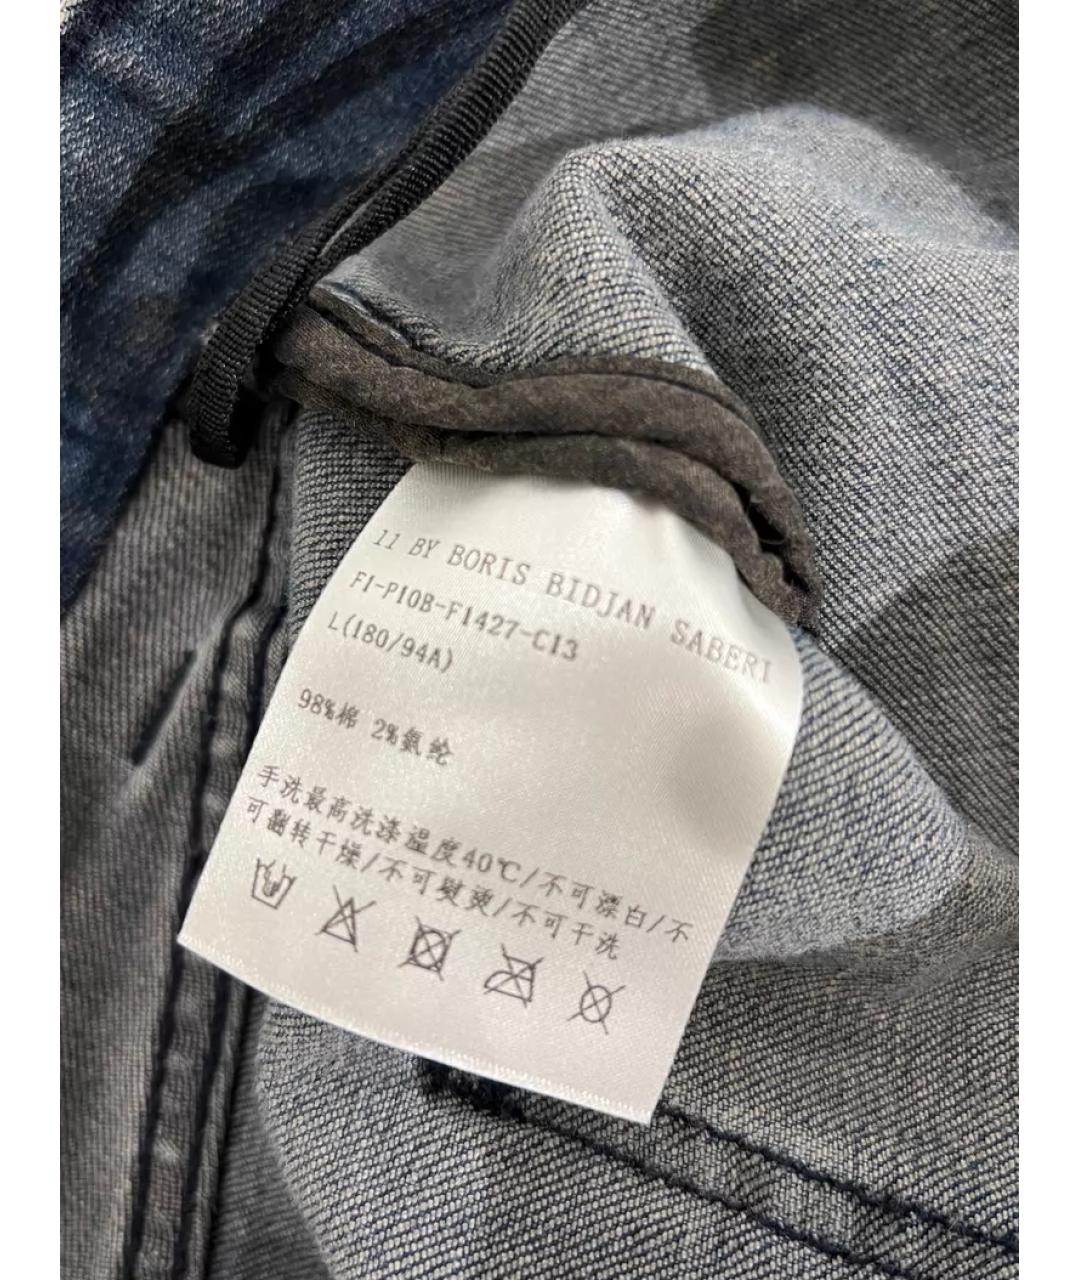 11 BY BORIS BIDJAN SABERI
F1-P10B-F1427-C13
L(180/94A)
98%棉 2%氨纶
手洗最高洗涤温度40℃/不可漂白/不
可翻转干燥/不可熨烫/不可干洗